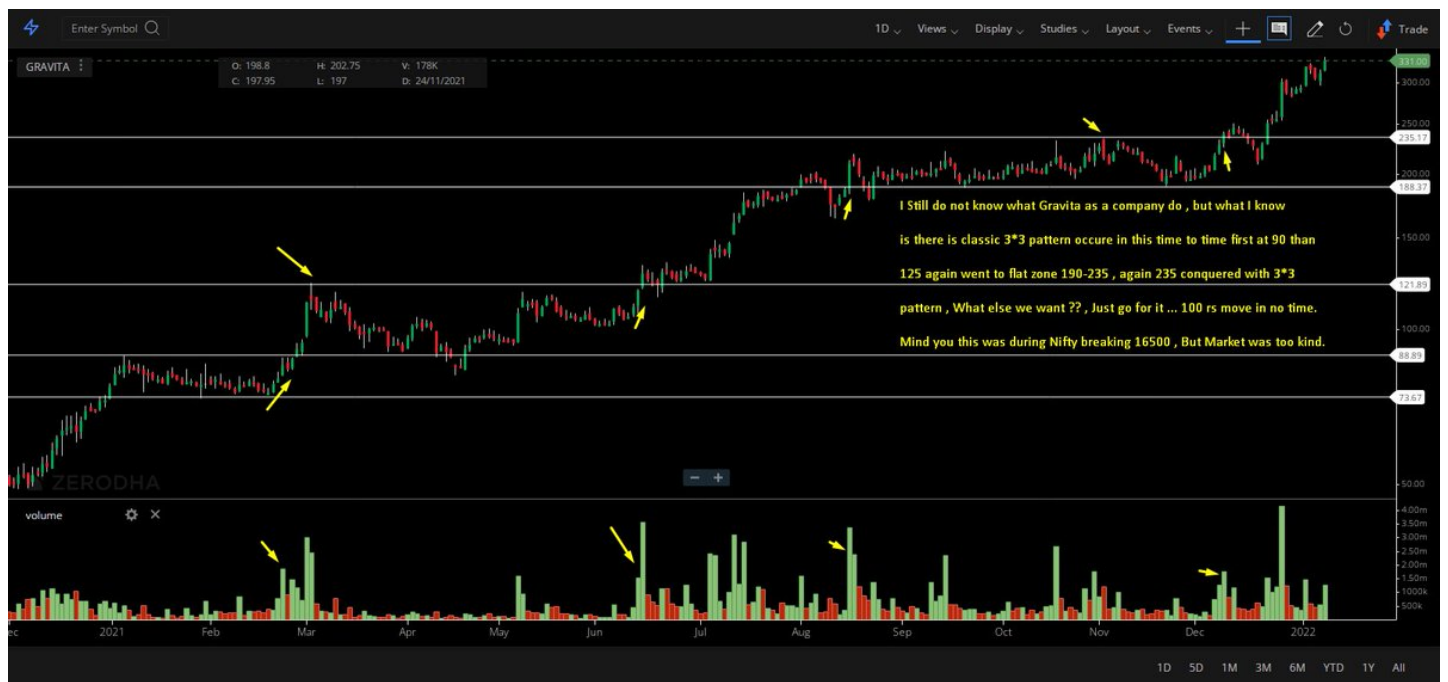 Enter Symbol
1D Views Display Studies Layout Events Trade
GRAVITA
O: 198.8 H: 202.75 V: 178K
C: 197.95 L: 197 D: 24/11/2021
331.00
300.00
250.00
235.17
200.00
188.37
I Still do not know what Gravita as a company do , but what I know
is there is classic 3*3 pattern occure in this time to time first at 90 than
125 again went to flat zone 190-235 , again 235 conquered with 3*3
pattern , What else we want ?? , Just go for it ... 100 rs move in no time.
Mind you this was during Nifty breaking 16500 , But Market was too kind.
150.00
121.89
100.00
88.89
73.67
50.00
ZERODHA
volume
4.00m
3.50m
3.00m
2.50m
2.00m
1.50m
1000k
500k
ec 2021 Feb Mar Apr May Jun Jul Aug Sep Oct Nov Dec 2022
1D 5D 1M 3M 6M YTD 1Y All